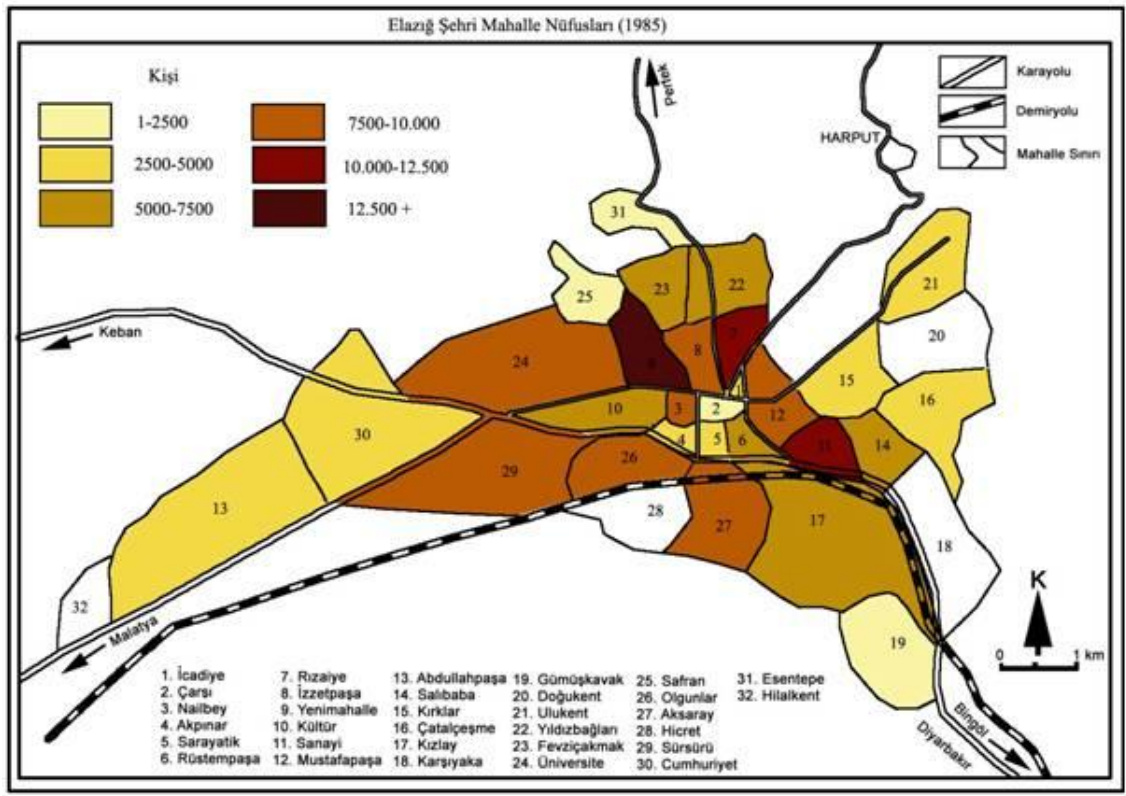 Elazığ Şehri Mahalle Nüfusları (1985)
Kişi
1-2500
2500-5000
5000-7500
7500-10.000
10.000-12.500
12.500 +
Karayolu
Demiryolu
Mahalle Sınırı
Pertek
HARPUT
Keban
Malatya
Bingöl
Diyarbakır
K
0 1 km
31
25
23
22
21
20
24
8
7
15
16
30
10
3
2
1
12
4
5
6
11
14
29
26
13
28
27
17
18
32
19
1. İcadiye
2. Çarşı
3. Nailbey
4. Akpınar
5. Sarayatik
6. Rüstempaşa
7. Rızaiye
8. İzzetpaşa
9. Yenimahalle
10. Kültür
11. Sanayi
12. Mustafapaşa
13. Abdullahpaşa
14. Salıbaba
15. Kırklar
16. Çatalçeşme
17. Kızlay
18. Karşıyaka
19. Gümüşkavak
20. Doğukent
21. Ulukent
22. Yıldızbağları
23. Fevziçakmak
24. Üniversite
25. Safran
26. Olgunlar
27. Aksaray
28. Hicret
29. Sürsürü
30. Cumhuriyet
31. Esentepe
32. Hilalkent